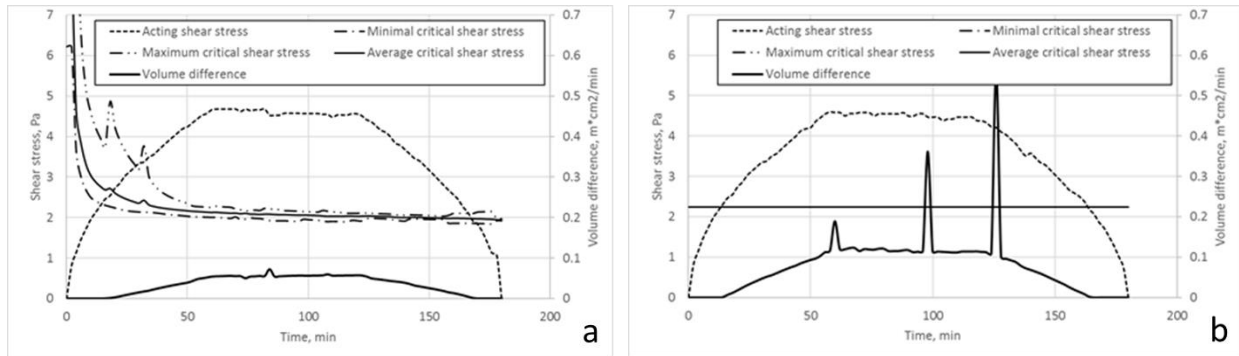 a
7
6
5
4
3
2
1
0
Shear stress, Pa
0.7
0.6
0.5
0.4
0.3
0.2
0.1
0
Volume difference, m*cm2/min
Acting shear stress
Minimal critical shear stress
Maximum critical shear stress
Average critical shear stress
Volume difference
0 50 100 150 200
Time, min
b
7
6
5
4
3
2
1
0
Shear stress, Pa
0.7
0.6
0.5
0.4
0.3
0.2
0.1
0
Volume difference, m*cm2/min
Acting shear stress
Minimal critical shear stress
Maximum critical shear stress
Average critical shear stress
Volume difference
0 50 100 150 200
Time, min